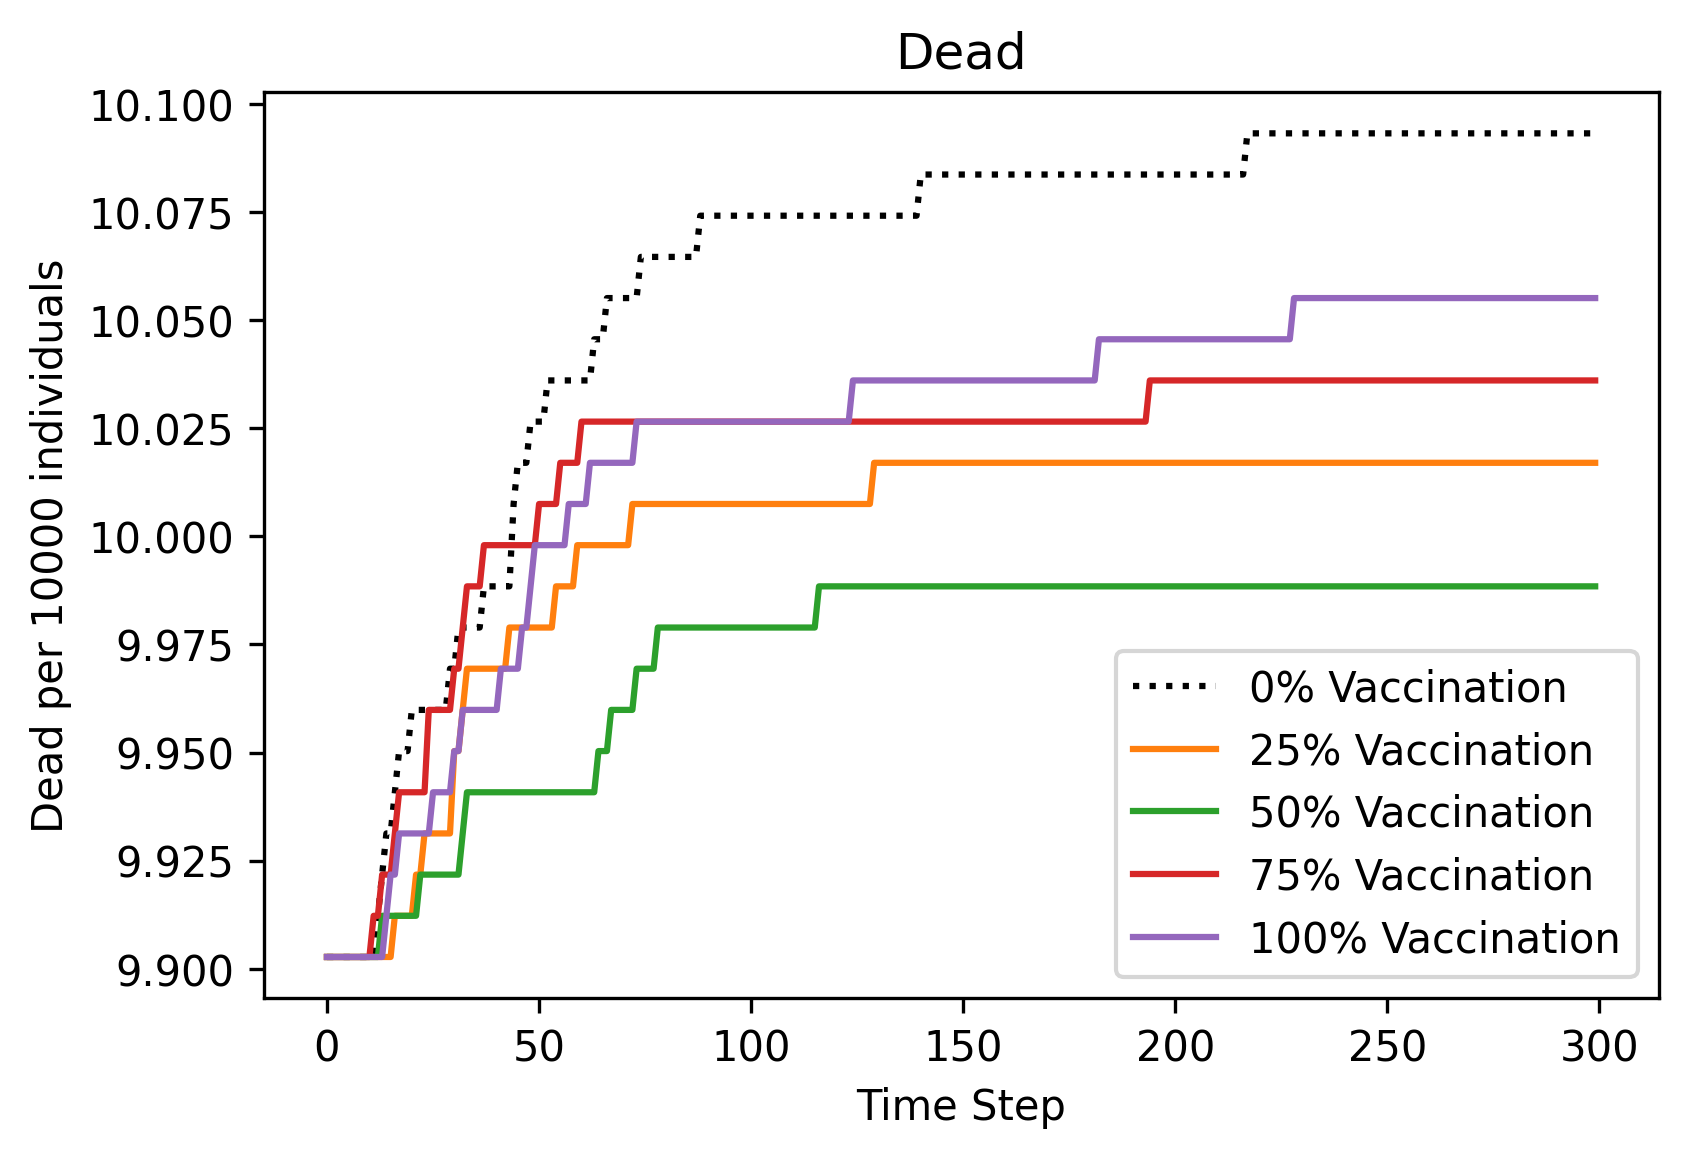 Dead
10.100
10.075
10.050
10.025
10.000
9.975
9.950
9.925
9.900
Dead per 10000 individuals
0% Vaccination
25% Vaccination
50% Vaccination
75% Vaccination
100% Vaccination
0 50 100 150 200 250 300
Time Step